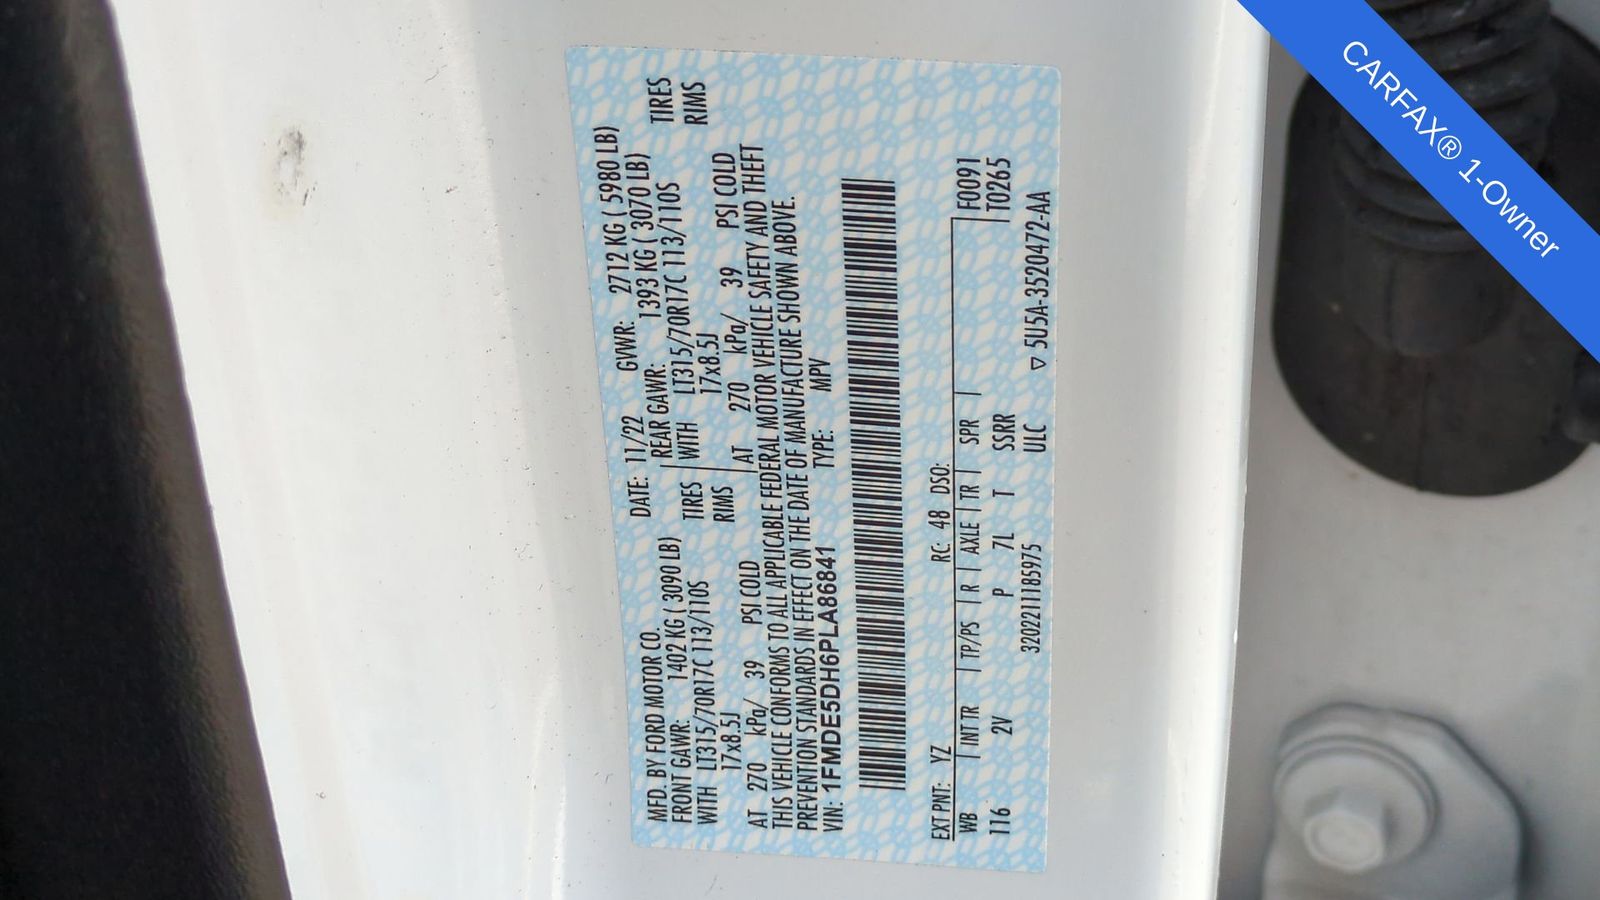 MFD. BY FORD MOTOR CO.
DATE: 11/22 GVWR: 2712 KG ( 5980 LB)
FRONT GAWR: 1402 KG ( 3090 LB)
REAR GAWR: 1393 KG ( 3070 LB)
WITH LT315/70R17C 113/110S TIRES
WITH LT315/70R17C 113/110S TIRES
17x8.5J RIMS
17x8.5J RIMS
AT 270 kPa/ 39 PSI COLD
AT 270 kPa/ 39 PSI COLD
THIS VEHICLE CONFORMS TO ALL APPLICABLE FEDERAL MOTOR VEHICLE SAFETY AND THEFT
PREVENTION STANDARDS IN EFFECT ON THE DATE OF MANUFACTURE SHOWN ABOVE.
VIN: 1FMDE5DH6PLA86841 TYPE: MPV
EXT PNT: YZ RC: 48 DSO: F0091
WB | INT TR | TP/PS | R | AXLE | TR | SPR | T0265
116 2V P 7L T SSRR
320221185975 ULC ▽ 5U5A-3520472-AA
CARFAX® 1-Owner